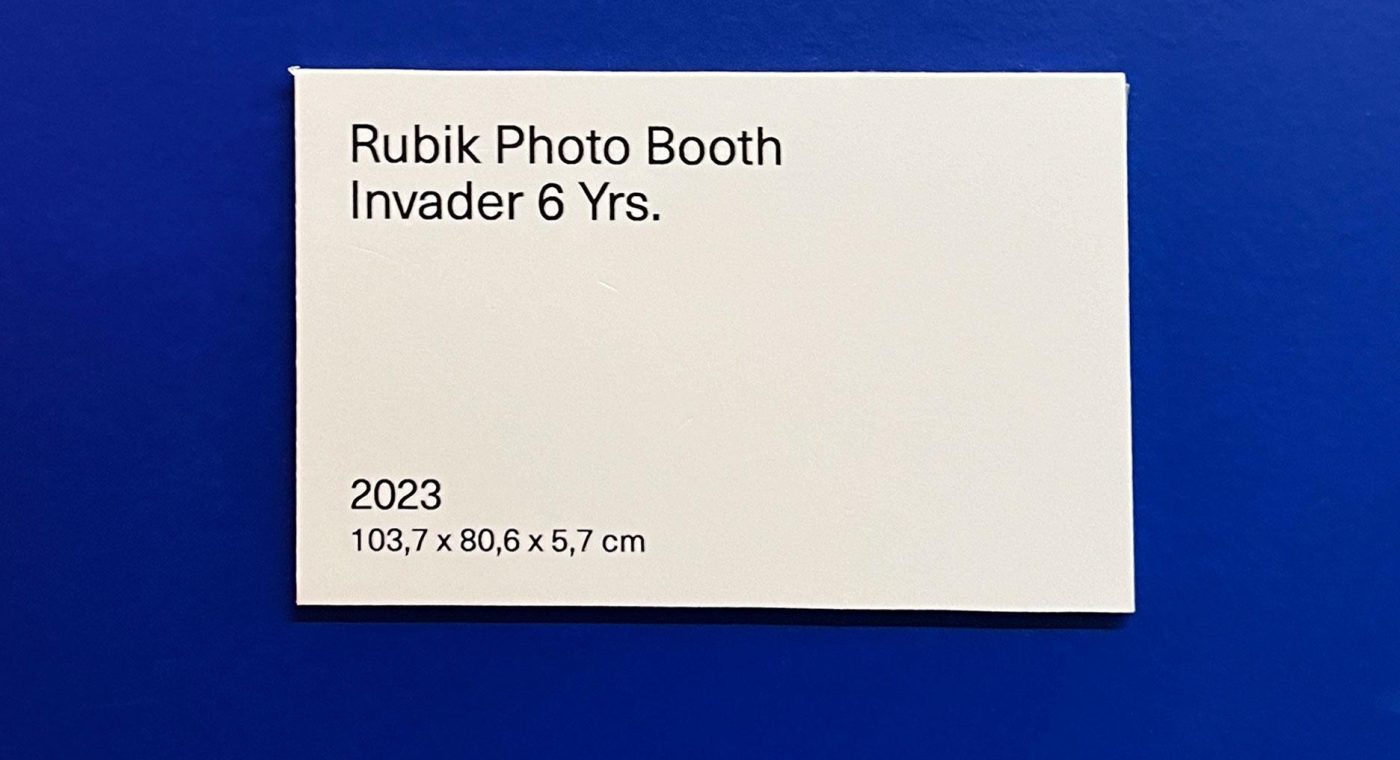 Rubik Photo Booth
Invader 6 Yrs.
2023
103,7 x 80,6 x 5,7 cm